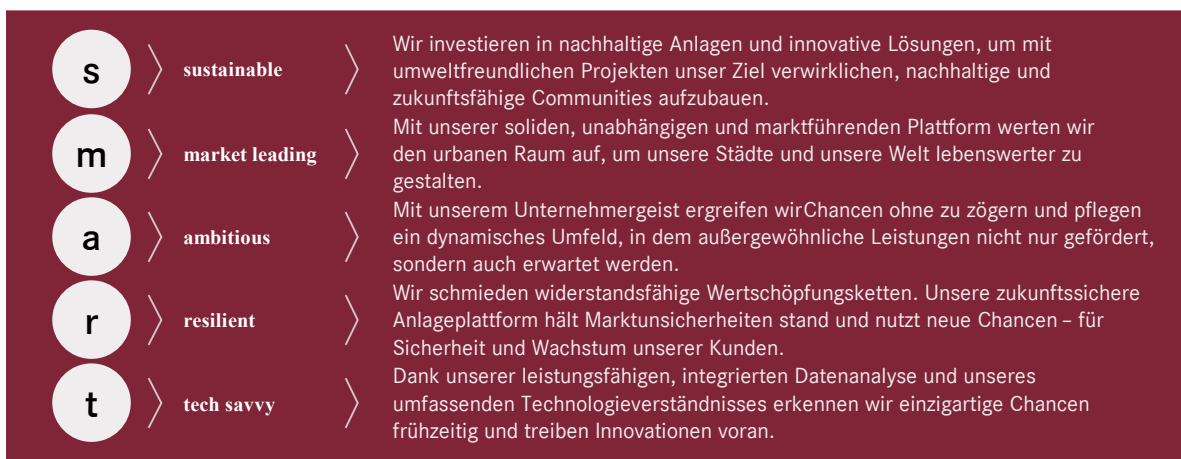 s
sustainable
Wir investieren in nachhaltige Anlagen und innovative Lösungen, um mit
umweltfreundlichen Projekten unser Ziel verwirklichen, nachhaltige und
zukunftsfähige Communities aufzubauen.
m
market leading
Mit unserer soliden, unabhängigen und marktführenden Plattform werten wir
den urbanen Raum auf, um unsere Städte und unsere Welt lebenswerter zu
gestalten.
a
ambitious
Mit unserem Unternehmergeist ergreifen wirChancen ohne zu zögern und pflegen
ein dynamisches Umfeld, in dem außergewöhnliche Leistungen nicht nur gefördert,
sondern auch erwartet werden.
r
resilient
Wir schmieden widerstandsfähige Wertschöpfungsketten. Unsere zukunftssichere
Anlageplattform hält Marktunsicherheiten stand und nutzt neue Chancen – für
Sicherheit und Wachstum unserer Kunden.
t
tech savvy
Dank unserer leistungsfähigen, integrierten Datenanalyse und unseres
umfassenden Technologieverständnisses erkennen wir einzigartige Chancen
frühzeitig und treiben Innovationen voran.